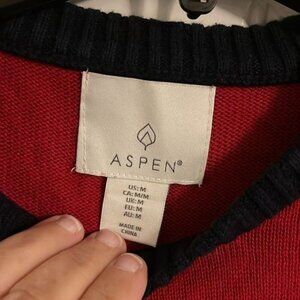 ASPEN®
US: M
CA: M/M
UK: M
EU: M
AU: M
MADE IN
CHINA